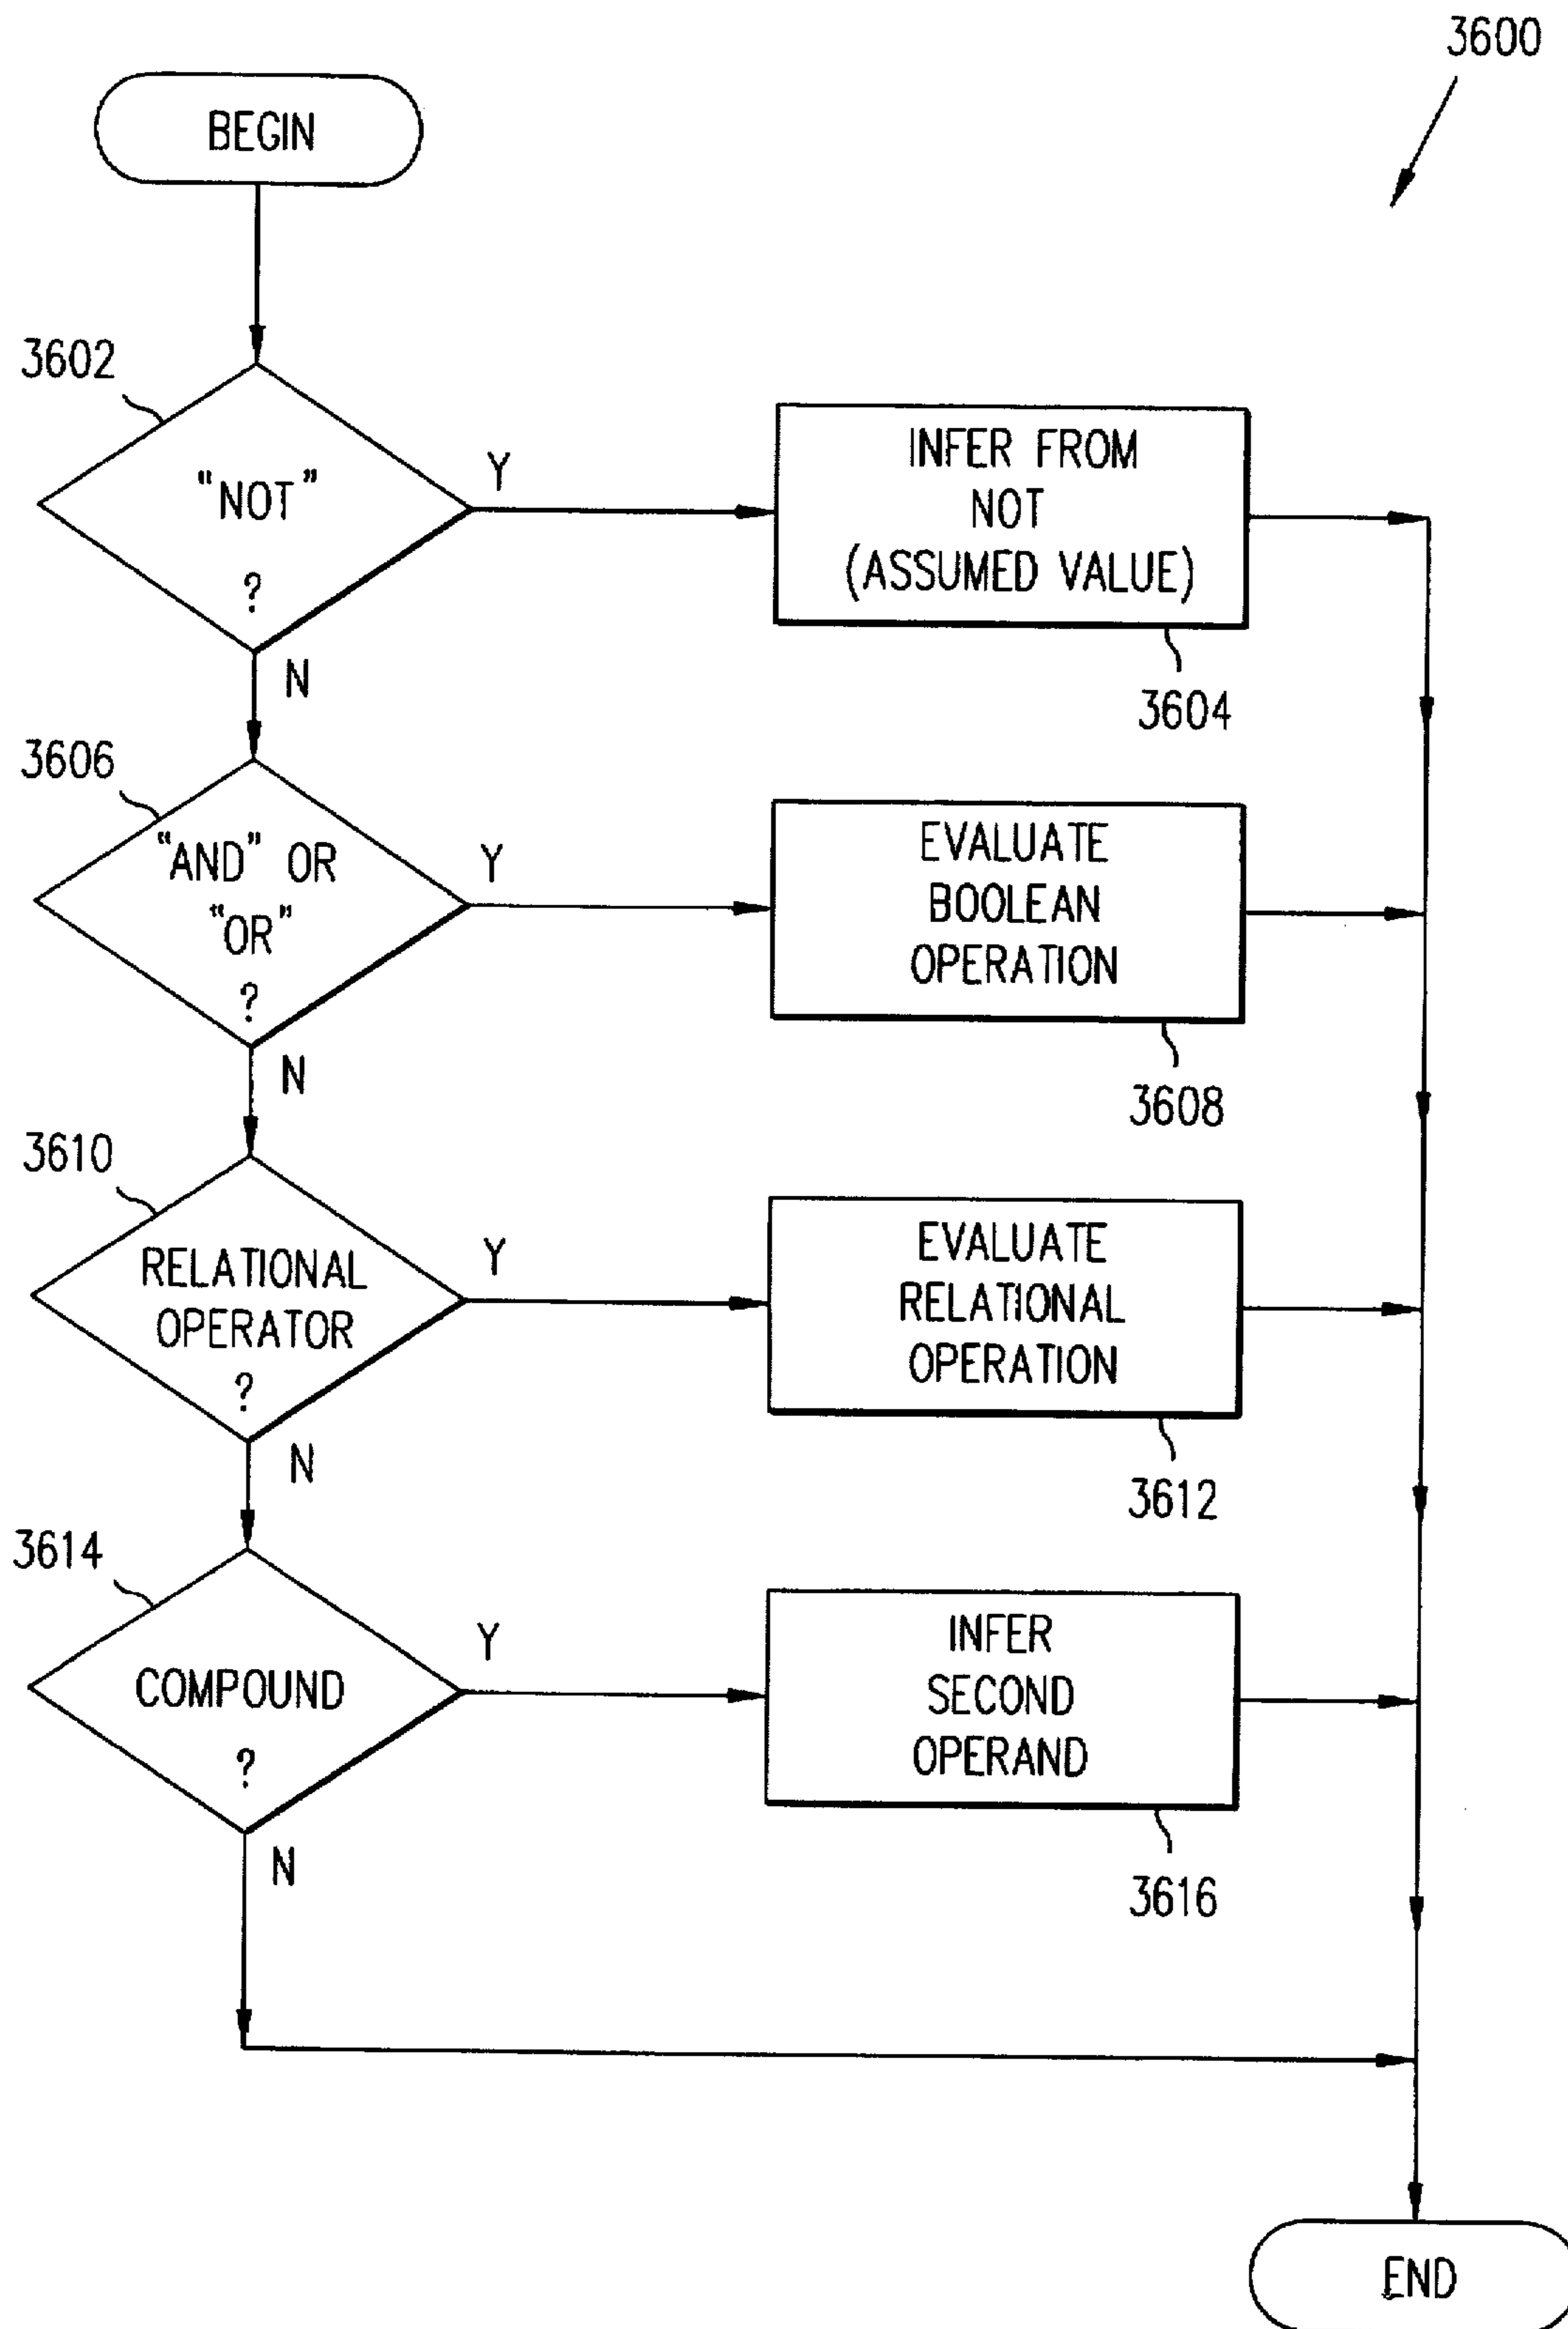 3600
BEGIN
3602
"NOT"
?
Y
N
INFER FROM
NOT
(ASSUMED VALUE)
3604
3606
"AND" OR
"OR"
?
Y
N
EVALUATE
BOOLEAN
OPERATION
3608
3610
RELATIONAL
OPERATOR
?
Y
N
EVALUATE
RELATIONAL
OPERATION
3612
3614
COMPOUND
?
Y
N
INFER
SECOND
OPERAND
3616
END